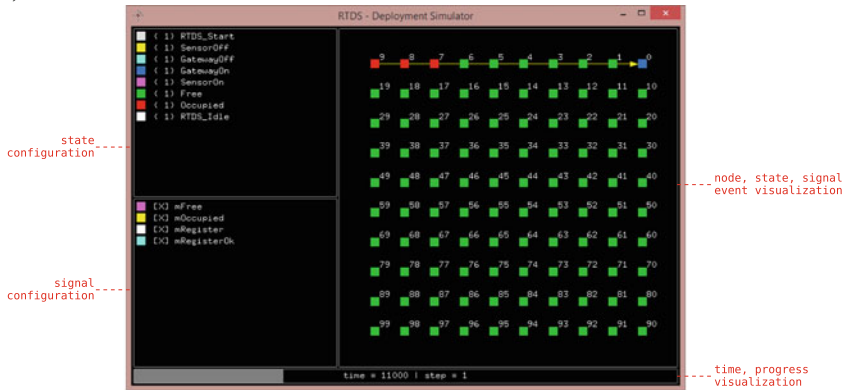 RTDS - Deployment Simulator
( 1) RTDS_Start
( 1) SensorOff
( 1) GatewayOff
( 1) GatewayOn
( 1) SensorOn
( 1) Free
( 1) Occupied
( 1) RTDS_Idle
[X] mFree
[X] mOccupied
[X] mRegister
[X] mRegisterOk
9 8 7 6 5 4 3 2 1 0
19 18 17 16 15 14 13 12 11 10
29 28 27 26 25 24 23 22 21 20
39 38 37 36 35 34 33 32 31 30
49 48 47 46 45 44 43 42 41 40
59 58 57 56 55 54 53 52 51 50
69 68 67 66 65 64 63 62 61 60
79 78 77 76 75 74 73 72 71 70
89 88 87 86 85 84 83 82 81 80
99 98 97 96 95 94 93 92 91 90
time = 11000 | step = 1
state
configuration
signal
configuration
node, state, signal
event visualization
time, progress
visualization